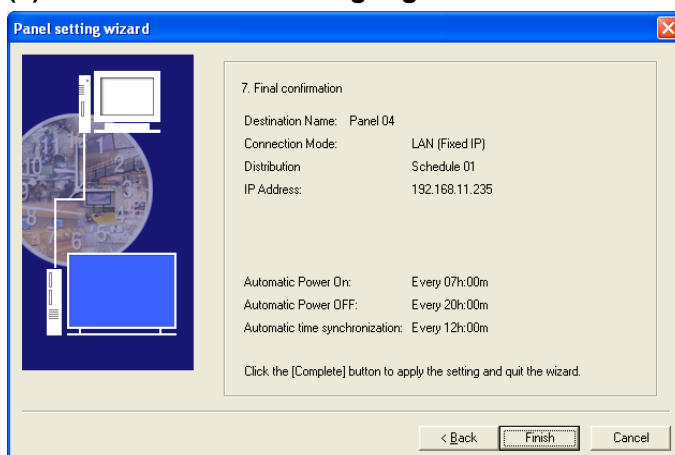 Panel setting wizard
7. Final confirmation
Destination Name: Panel 04
Connection Mode: LAN (Fixed IP)
Distribution Schedule 01
IP Address: 192.168.11.235
Automatic Power On: Every 07h:00m
Automatic Power OFF: Every 20h:00m
Automatic time synchronization: Every 12h:00m
Click the [Complete] button to apply the setting and quit the wizard.
< Back Finish Cancel